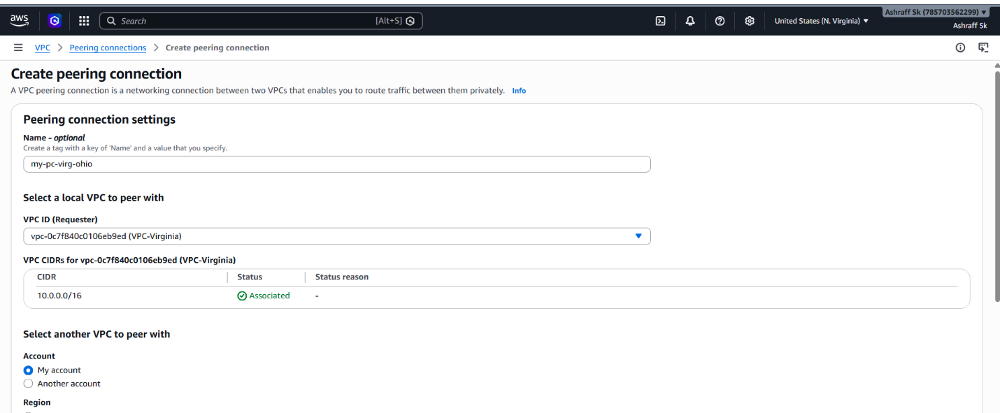 aws
Search [Alt+S]
United States (N. Virginia)
Ashraff Sk (785703562299)
Ashraff Sk
VPC > Peering connections > Create peering connection
Create peering connection
A VPC peering connection is a networking connection between two VPCs that enables you to route traffic between them privately. Info
Peering connection settings
Name - optional
Create a tag with a key of 'Name' and a value that you specify.
my-pc-virg-ohio
Select a local VPC to peer with
VPC ID (Requester)
vpc-0c7f840c0106eb9ed (VPC-Virginia)
VPC CIDRs for vpc-0c7f840c0106eb9ed (VPC-Virginia)
CIDR Status Status reason
10.0.0.0/16 Associated -
Select another VPC to peer with
Account
My account
Another account
Region